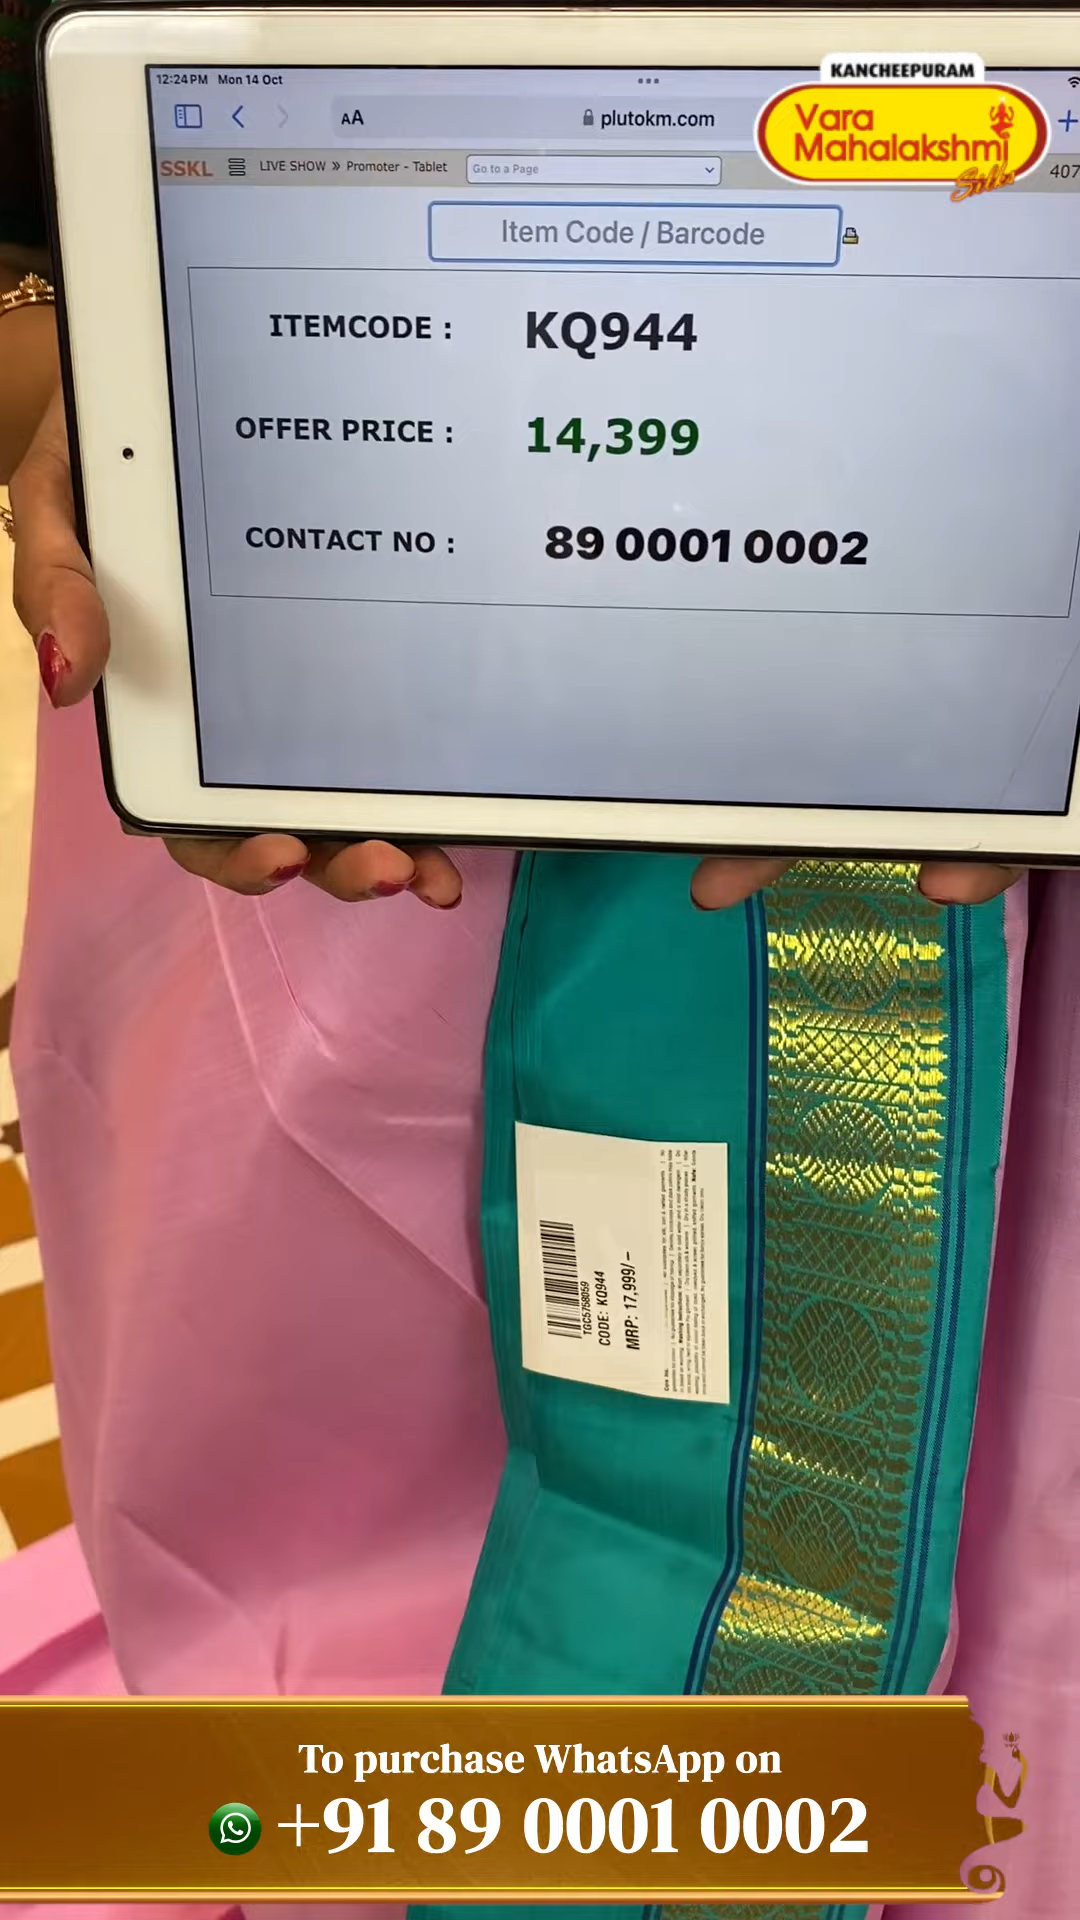 12:24 PM Mon 14 Oct
KANCHEEPURAM
Vara
Mahalakshmi
Silks
AA
plutokm.com
SSKL
LIVE SHOW » Promoter - Tablet
Go to a Page
407
Item Code / Barcode
ITEMCODE : KQ944
OFFER PRICE : 14,399
CONTACT NO : 89 0001 0002
TGC5758059
CODE: KQ944
MRP: 17,999/-
To purchase WhatsApp on
+91 89 0001 0002